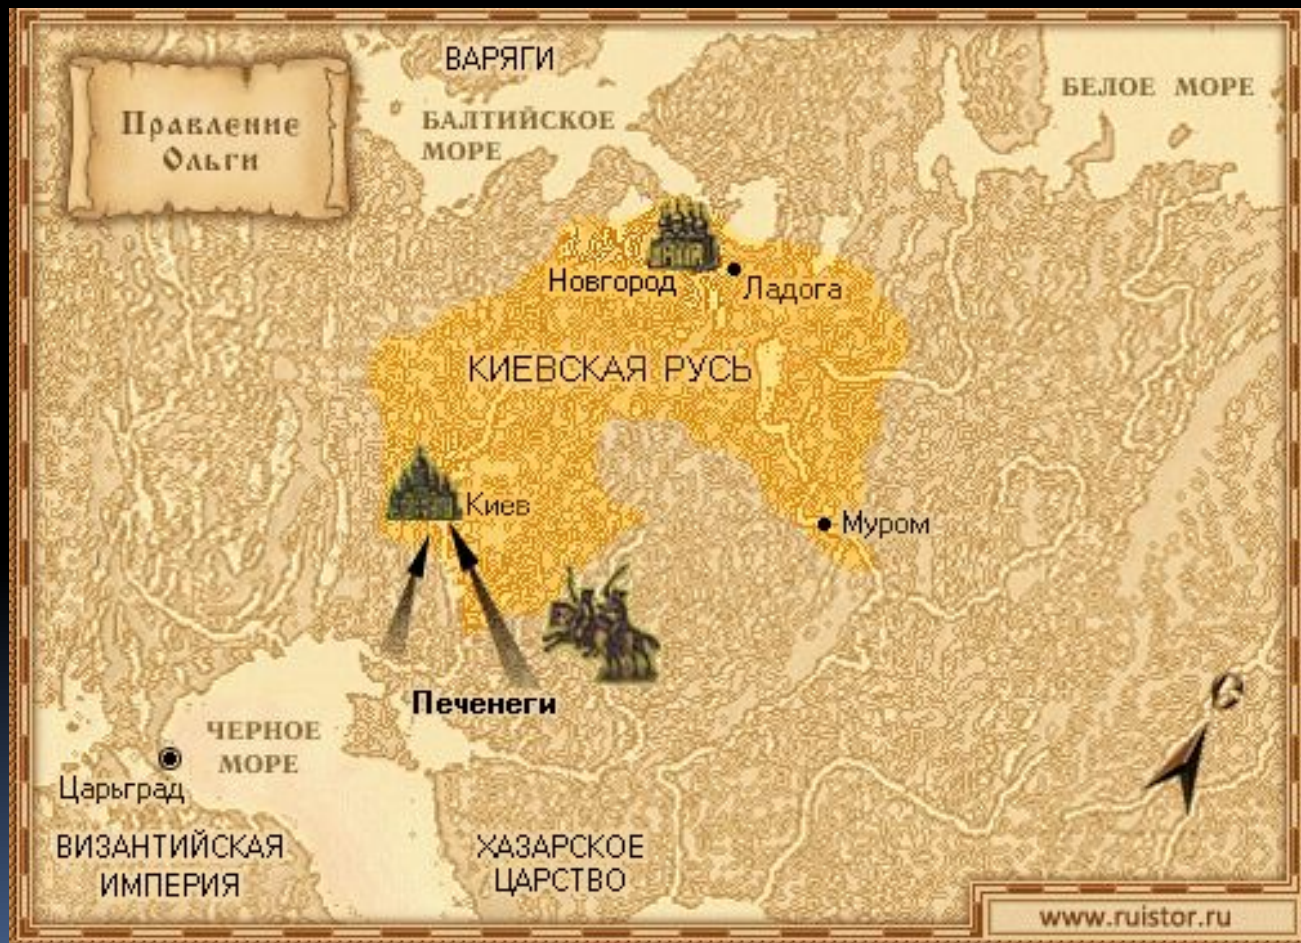 ВАРЯГИ
Правление
Ольги
БАЛТИЙСКОЕ
МОРЕ
БЕЛОЕ МОРЕ
Новгород
Ладога
КИЕВСКАЯ РУСЬ
Киев
Муром
Печенеги
С
ЧЕРНОЕ
МОРЕ
Царьград
ВИЗАНТИЙСКАЯ
ИМПЕРИЯ
ХАЗАРСКОЕ
ЦАРСТВО
www.ruistor.ru